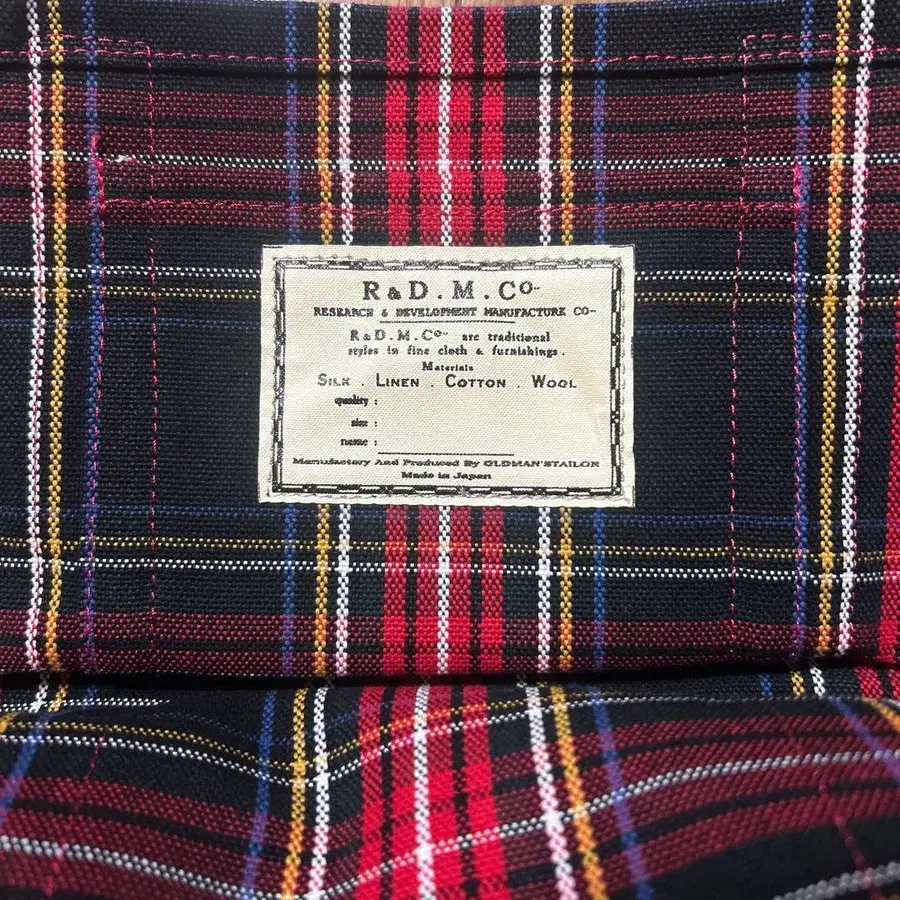 R & D . M . Co-
RESEARCH & DEVELOPMENT MANUFACTURE CO-
R & D . M . Co- are traditional
styles in fine cloth & furnishings .
Materials
SILK . LINEN . COTTON . WOOL
quality :
size :
name :
Manufactory And Produced By OLDMAN'STAILOR
Made in Japan